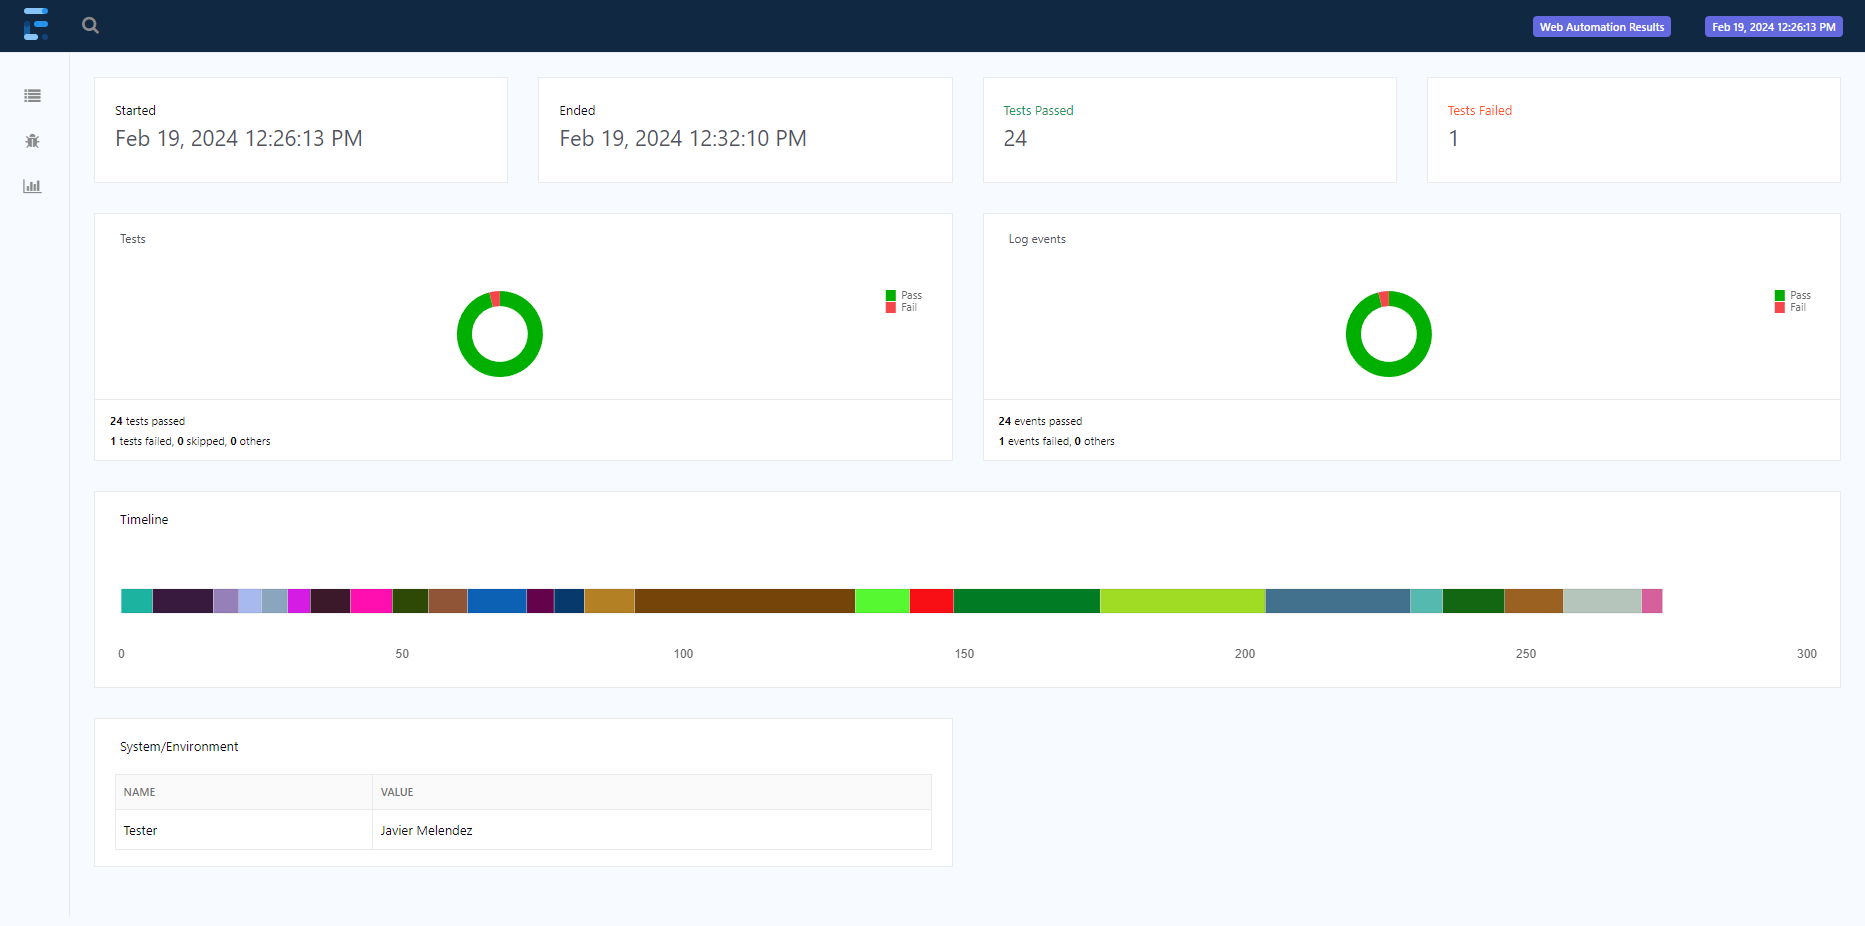 Web Automation Results
Feb 19, 2024 12:26:13 PM
Started
Feb 19, 2024 12:26:13 PM
Ended
Feb 19, 2024 12:32:10 PM
Tests Passed
24
Tests Failed
1
Tests
Pass
Fail
24 tests passed
1 tests failed, 0 skipped, 0 others
Log events
Pass
Fail
24 events passed
1 events failed, 0 others
Timeline
0 50 100 150 200 250 300
System/Environment
NAME VALUE
Tester Javier Melendez